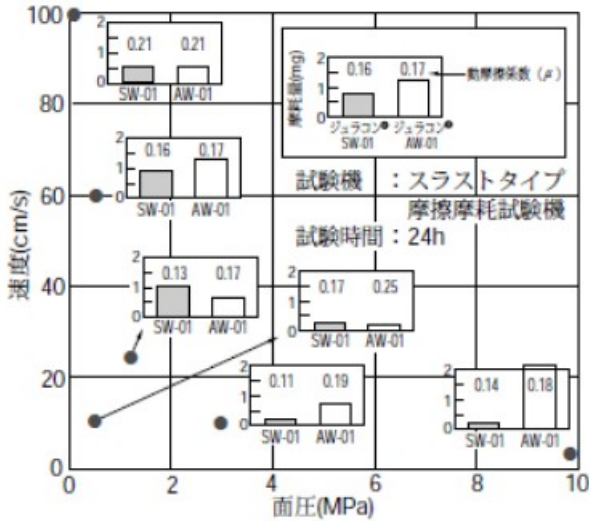 速度(cm/s)
100
80
60
40
20
0
0 2 4 6 8 10
面圧(MPa)
2
1
0
0.21 0.21
SW-01 AW-01
摩耗量(mg)
2
1
0
0.16 0.17
動摩擦係数（μ）
ジュラコン® ジュラコン®
SW-01 AW-01
2
1
0
0.16 0.17
SW-01 AW-01
試験機 ：スラストタイプ
摩擦摩耗試験機
試験時間：24h
2
1
0
0.13 0.17
SW-01 AW-01
2
1
0
0.17 0.25
SW-01 AW-01
2
1
0
0.11 0.19
SW-01 AW-01
2
1
0
0.14 0.18
SW-01 AW-01